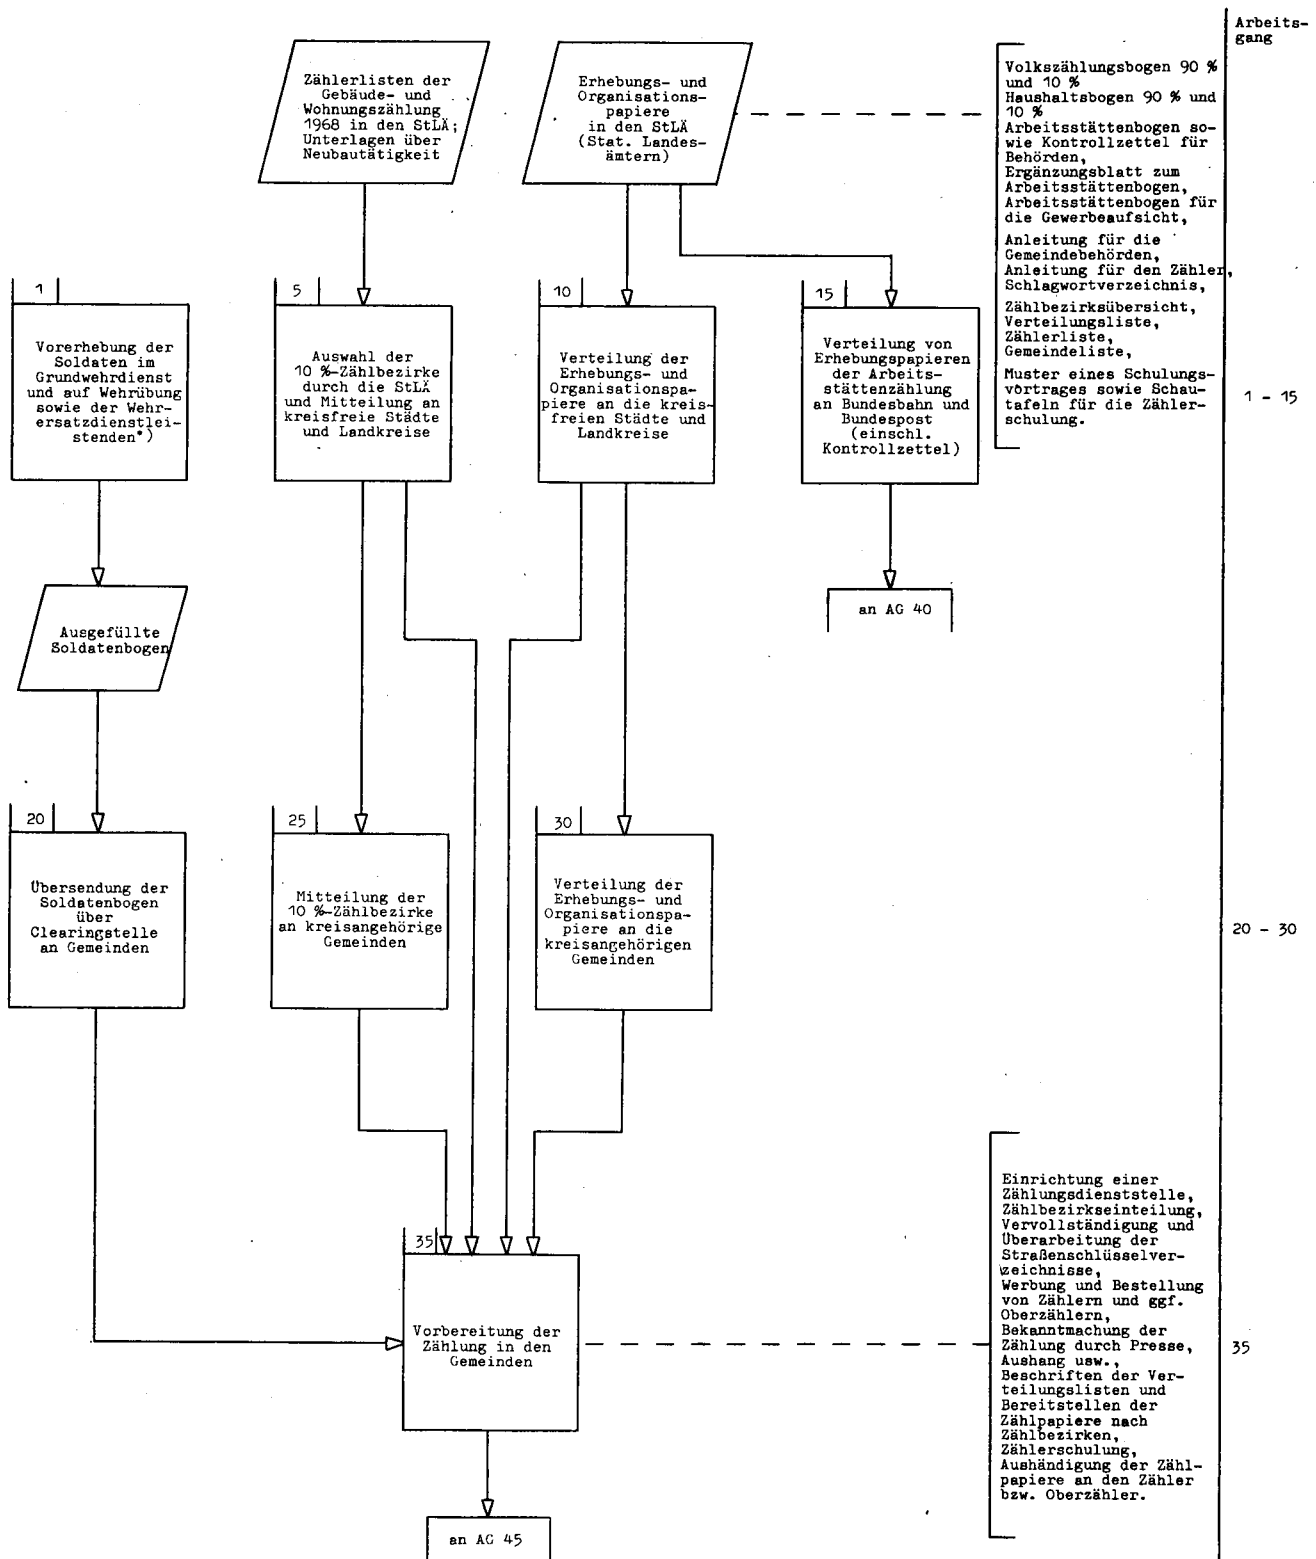 Arbeits-
gang
Zählerlisten der
Gebäude- und
Wohnungszählung
1968 in den StLÄ;
Unterlagen über
Neubautätigkeit
Erhebungs- und
Organisations-
papiere
in den StLÄ
(Stat. Landes-
ämtern)
Volkszählungsbogen 90 %
und 10 %
Haushaltsbogen 90 % und
10 %
Arbeitsstättenbogen so-
wie Kontrollzettel für
Behörden,
Ergänzungsblatt zum
Arbeitsstättenbogen,
Arbeitsstättenbogen für
die Gewerbeaufsicht,
Anleitung für die
Gemeindebehörden,
Anleitung für den Zähler,
Schlagwortverzeichnis,
Zählbezirksübersicht,
Verteilungsliste,
Zählerliste,
Gemeindeliste,
Muster eines Schulungs-
vortrages sowie Schau-
tafeln für die Zähler-
schulung.
1 - 15
1
Vorerhebung der
Soldaten im
Grundwehrdienst
und auf Wehrübung
sowie der Wehr-
ersatzdienstlei-
stenden*)
5
Auswahl der
10 %-Zählbezirke
durch die StLÄ
und Mitteilung an
kreisfreie Städte
und Landkreise
10
Verteilung der
Erhebungs- und
Organisationspa-
piere an die kreis-
freien Städte und
Landkreise
15
Verteilung von
Erhebungspapieren
der Arbeits-
stättenzählung
an Bundesbahn und
Bundespost
(einschl.
Kontrollzettel)
an AG 40
Ausgefüllte
Soldatenbogen
20
Übersendung der
Soldatenbogen
über
Clearingstelle
an Gemeinden
25
Mitteilung der
10 %-Zählbezirke
an kreisangehörige
Gemeinden
30
Verteilung der
Erhebungs- und
Organisationspa-
piere an die
kreisangehörigen
Gemeinden
20 - 30
35
Vorbereitung der
Zählung in den
Gemeinden
Einrichtung einer
Zählungsdienststelle,
Zählbezirkseinteilung,
Vervollständigung und
Überarbeitung der
Straßenschlüsselver-
zeichnisse,
Werbung und Bestellung
von Zählern und ggf.
Oberzählern,
Bekanntmachung der
Zählung durch Presse,
Aushang usw.,
Beschriften der Ver-
teilungslisten und
Bereitstellen der
Zählpapiere nach
Zählbezirken,
Zählerschulung,
Aushändigung der Zähl-
papiere an den Zähler
bzw. Oberzähler.
35
an AG 45